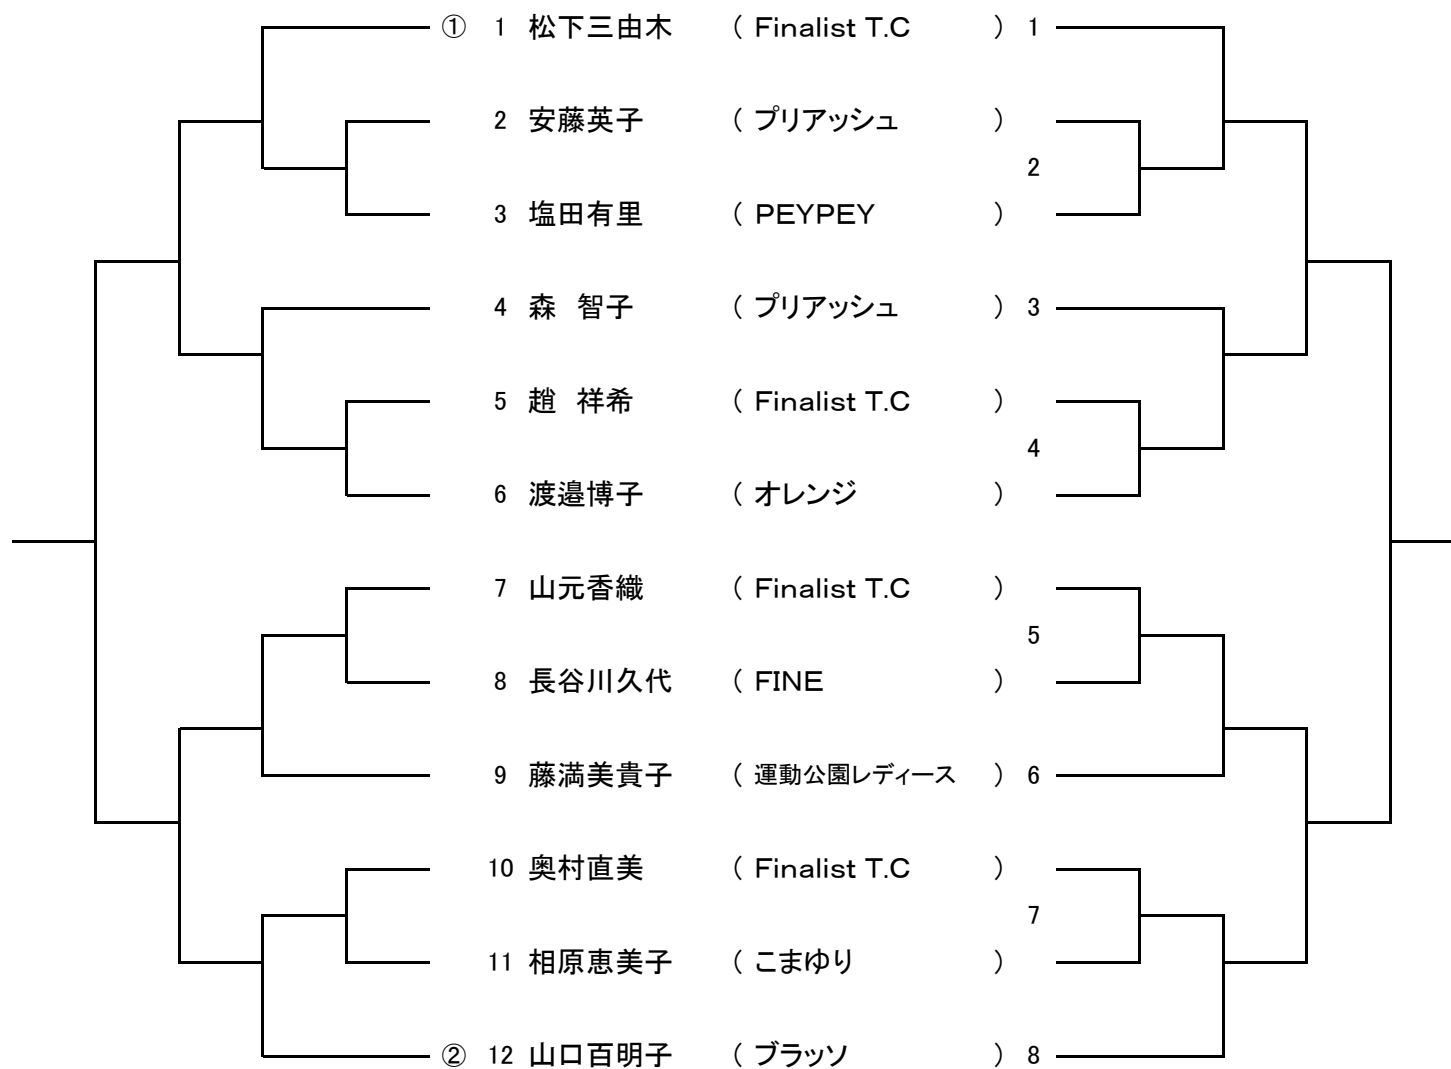 ① 1 松下三由木 ( Finalist T.C ) 1
2 安藤英子 ( プリアッシュ )
2
3 塩田有里 ( PEYPEY )
4 森 智子 ( プリアッシュ ) 3
5 趙 祥希 ( Finalist T.C )
4
6 渡邉博子 ( オレンジ )
7 山元香織 ( Finalist T.C )
5
8 長谷川久代 ( FINE )
9 藤満美貴子 ( 運動公園レディース ) 6
10 奥村直美 ( Finalist T.C )
7
11 相原恵美子 ( こまゆり )
② 12 山口百明子 ( ブラッソ ) 8